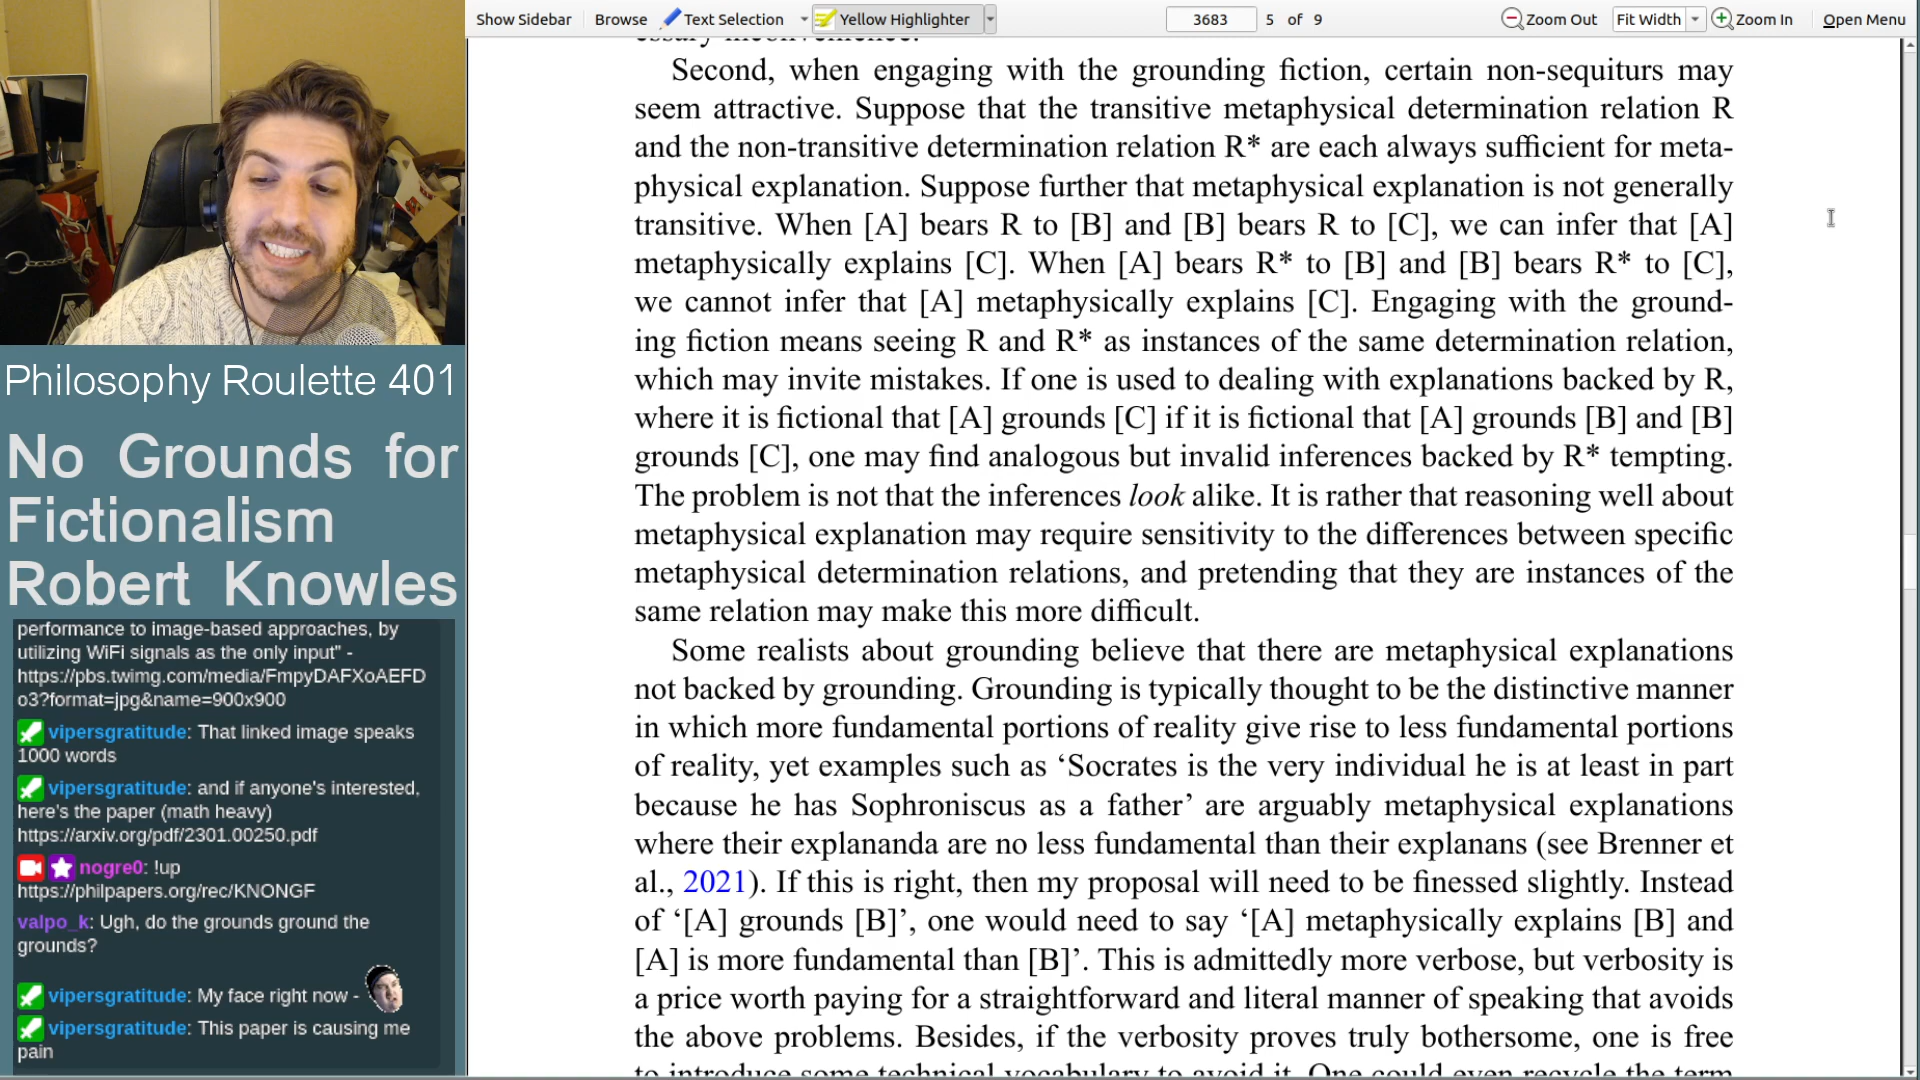 Show Sidebar Browse Text Selection Yellow Highlighter 3683 5 of 9 Zoom Out Fit Width Zoom In Open Menu
Second, when engaging with the grounding fiction, certain non-sequiturs may
seem attractive. Suppose that the transitive metaphysical determination relation R
and the non-transitive determination relation R* are each always sufficient for meta-
physical explanation. Suppose further that metaphysical explanation is not generally
transitive. When [A] bears R to [B] and [B] bears R to [C], we can infer that [A]
metaphysically explains [C]. When [A] bears R* to [B] and [B] bears R* to [C],
we cannot infer that [A] metaphysically explains [C]. Engaging with the ground-
ing fiction means seeing R and R* as instances of the same determination relation,
which may invite mistakes. If one is used to dealing with explanations backed by R,
where it is fictional that [A] grounds [C] if it is fictional that [A] grounds [B] and [B]
grounds [C], one may find analogous but invalid inferences backed by R* tempting.
The problem is not that the inferences look alike. It is rather that reasoning well about
metaphysical explanation may require sensitivity to the differences between specific
metaphysical determination relations, and pretending that they are instances of the
same relation may make this more difficult.
Some realists about grounding believe that there are metaphysical explanations
not backed by grounding. Grounding is typically thought to be the distinctive manner
in which more fundamental portions of reality give rise to less fundamental portions
of reality, yet examples such as ‘Socrates is the very individual he is at least in part
because he has Sophroniscus as a father’ are arguably metaphysical explanations
where their explananda are no less fundamental than their explanans (see Brenner et
al., 2021). If this is right, then my proposal will need to be finessed slightly. Instead
of ‘[A] grounds [B]’, one would need to say ‘[A] metaphysically explains [B] and
[A] is more fundamental than [B]’. This is admittedly more verbose, but verbosity is
a price worth paying for a straightforward and literal manner of speaking that avoids
the above problems. Besides, if the verbosity proves truly bothersome, one is free
to introduce some technical vocabulary to avoid it. One could even recycle the term
Philosophy Roulette 401
No Grounds for
Fictionalism
Robert Knowles
performance to image-based approaches, by
utilizing WiFi signals as the only input" -
https://pbs.twimg.com/media/FmpyDAFXoAEFD
o3?format=jpg&name=900x900
vipersgratitude: That linked image speaks
1000 words
vipersgratitude: and if anyone's interested,
here's the paper (math heavy)
https://arxiv.org/pdf/2301.00250.pdf
nogre0: !up
https://philpapers.org/rec/KNONGF
valpo_k: Ugh, do the grounds ground the
grounds?
vipersgratitude: My face right now -
vipersgratitude: This paper is causing me
pain